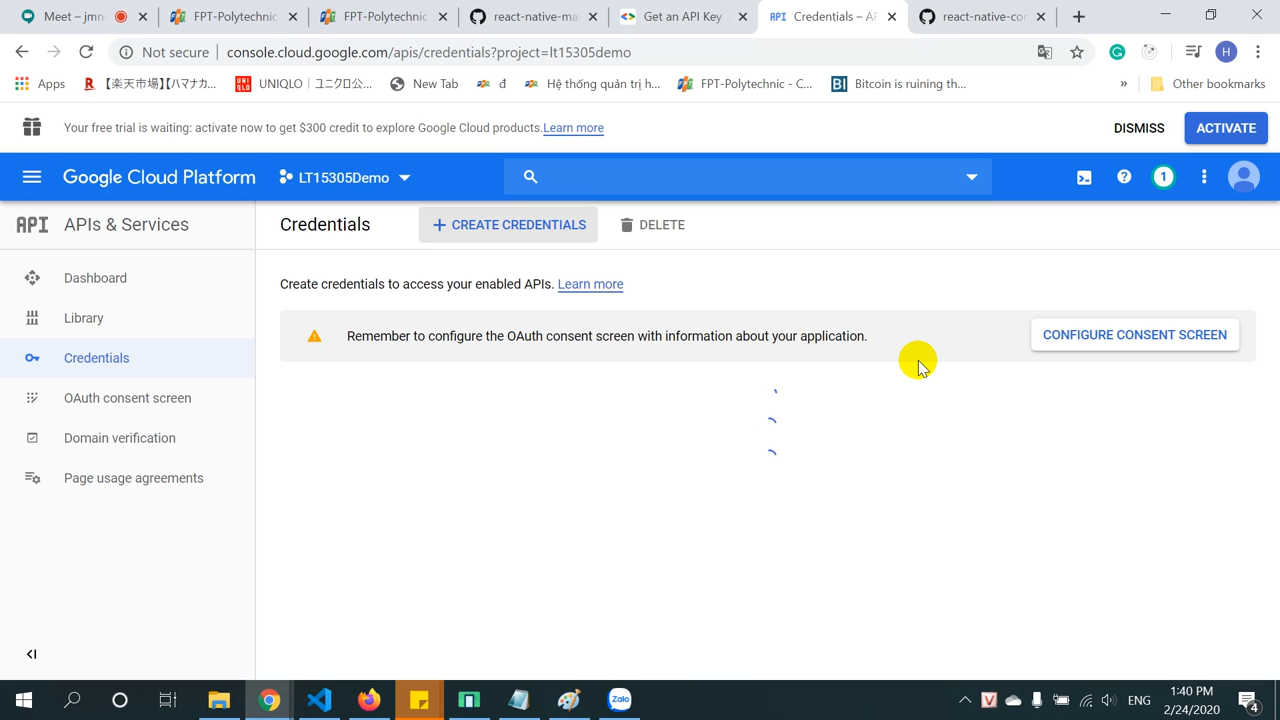 Meet – jmn
FPT-Polytechnic
FPT-Polytechnic
react-native-ma
Get an API Key
API Credentials – AP
react-native-co
Not secure console.cloud.google.com/apis/credentials?project=lt15305demo
H
Apps
R 【楽天市場】【ハマナカ...
UNIQLO | ユニクロ公...
New Tab
đ
Hệ thống quản trị h...
FPT-Polytechnic - C...
BI Bitcoin is ruining th...
»
Other bookmarks
Your free trial is waiting: activate now to get $300 credit to explore Google Cloud products. Learn more
DISMISS
ACTIVATE
Google Cloud Platform
LT15305Demo
1
API APIs & Services
Credentials
CREATE CREDENTIALS
DELETE
Dashboard
Library
Credentials
OAuth consent screen
Domain verification
Page usage agreements
Create credentials to access your enabled APIs. Learn more
Remember to configure the OAuth consent screen with information about your application.
CONFIGURE CONSENT SCREEN
Zalo
V
ENG
1:40 PM
2/24/2020
4